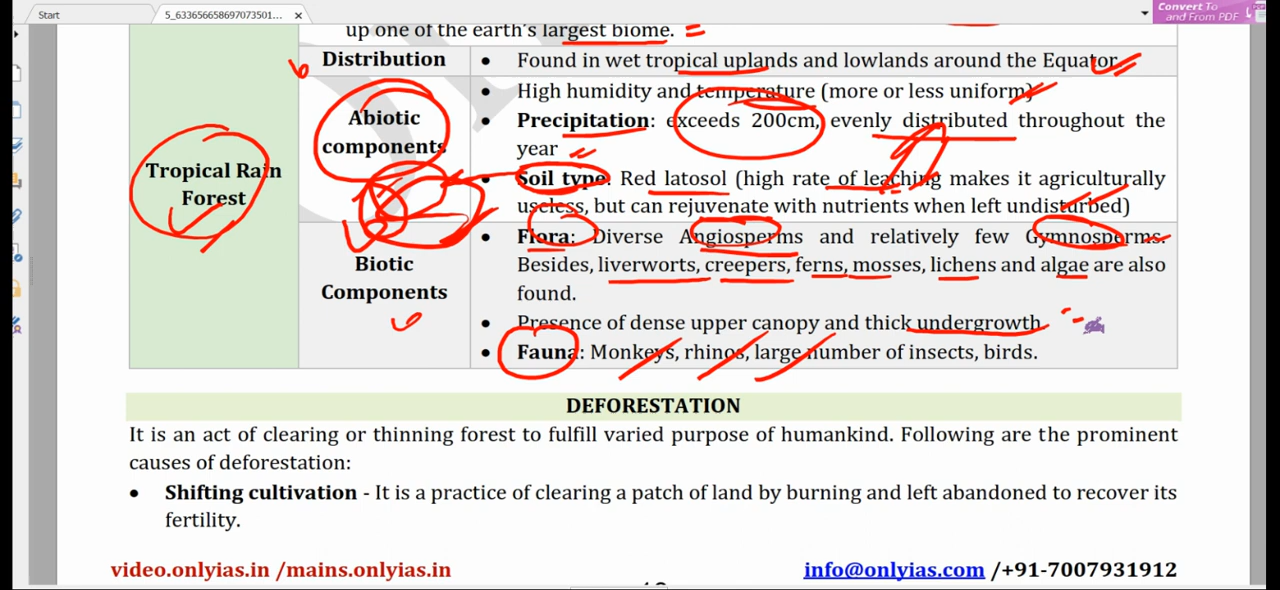 Start
5_633656658697073501...
Convert To
and From PDF
up one of the earth's largest biome.
Distribution
• Found in wet tropical uplands and lowlands around the Equator.
Abiotic
components
• High humidity and temperature (more or less uniform)
• Precipitation: exceeds 200cm, evenly distributed throughout the
year
• Soil type: Red latosol (high rate of leaching makes it agriculturally
useless, but can rejuvenate with nutrients when left undisturbed)
Tropical Rain
Forest
Biotic
Components
• Flora: Diverse Angiosperms and relatively few Gymnosperms.
Besides, liverworts, creepers, ferns, mosses, lichens and algae are also
found.
• Presence of dense upper canopy and thick undergrowth.
• Fauna: Monkeys, rhinos, large number of insects, birds.
DEFORESTATION
It is an act of clearing or thinning forest to fulfill varied purpose of humankind. Following are the prominent
causes of deforestation:
• Shifting cultivation - It is a practice of clearing a patch of land by burning and left abandoned to recover its
fertility.
video.onlyias.in /mains.onlyias.in
info@onlyias.com /+91-7007931912